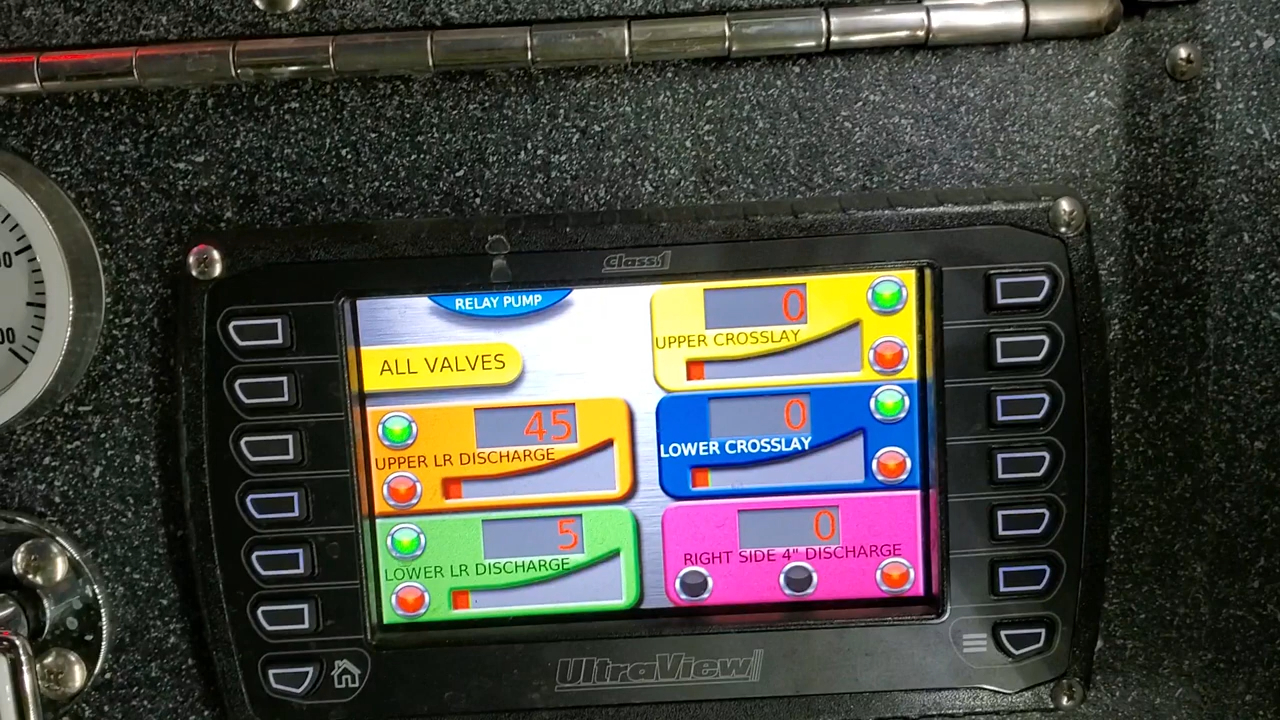 Class1
RELAY PUMP
ALL VALVES
45
UPPER LR DISCHARGE
5
LOWER LR DISCHARGE
0
UPPER CROSSLAY
0
LOWER CROSSLAY
0
RIGHT SIDE 4" DISCHARGE
UltraView